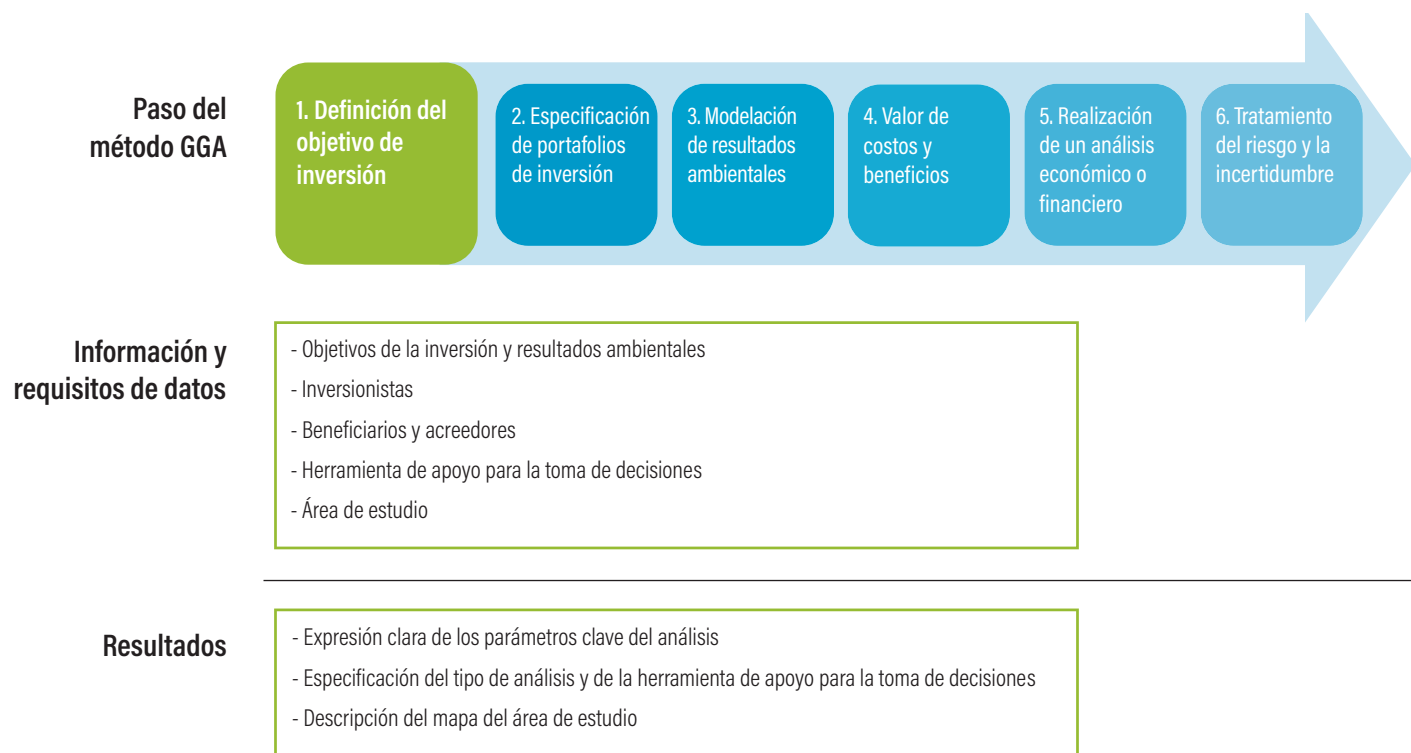 Paso del
método GGA
1. Definición del
objetivo de
inversión
2. Especificación
de portafolios
de inversión
3. Modelación
de resultados
ambientales
4. Valor de
costos y
beneficios
5. Realización
de un análisis
económico o
financiero
6. Tratamiento
del riesgo y la
incertidumbre
Información y
requisitos de datos
- Objetivos de la inversión y resultados ambientales
- Inversionistas
- Beneficiarios y acreedores
- Herramienta de apoyo para la toma de decisiones
- Área de estudio
Resultados
- Expresión clara de los parámetros clave del análisis
- Especificación del tipo de análisis y de la herramienta de apoyo para la toma de decisiones
- Descripción del mapa del área de estudio